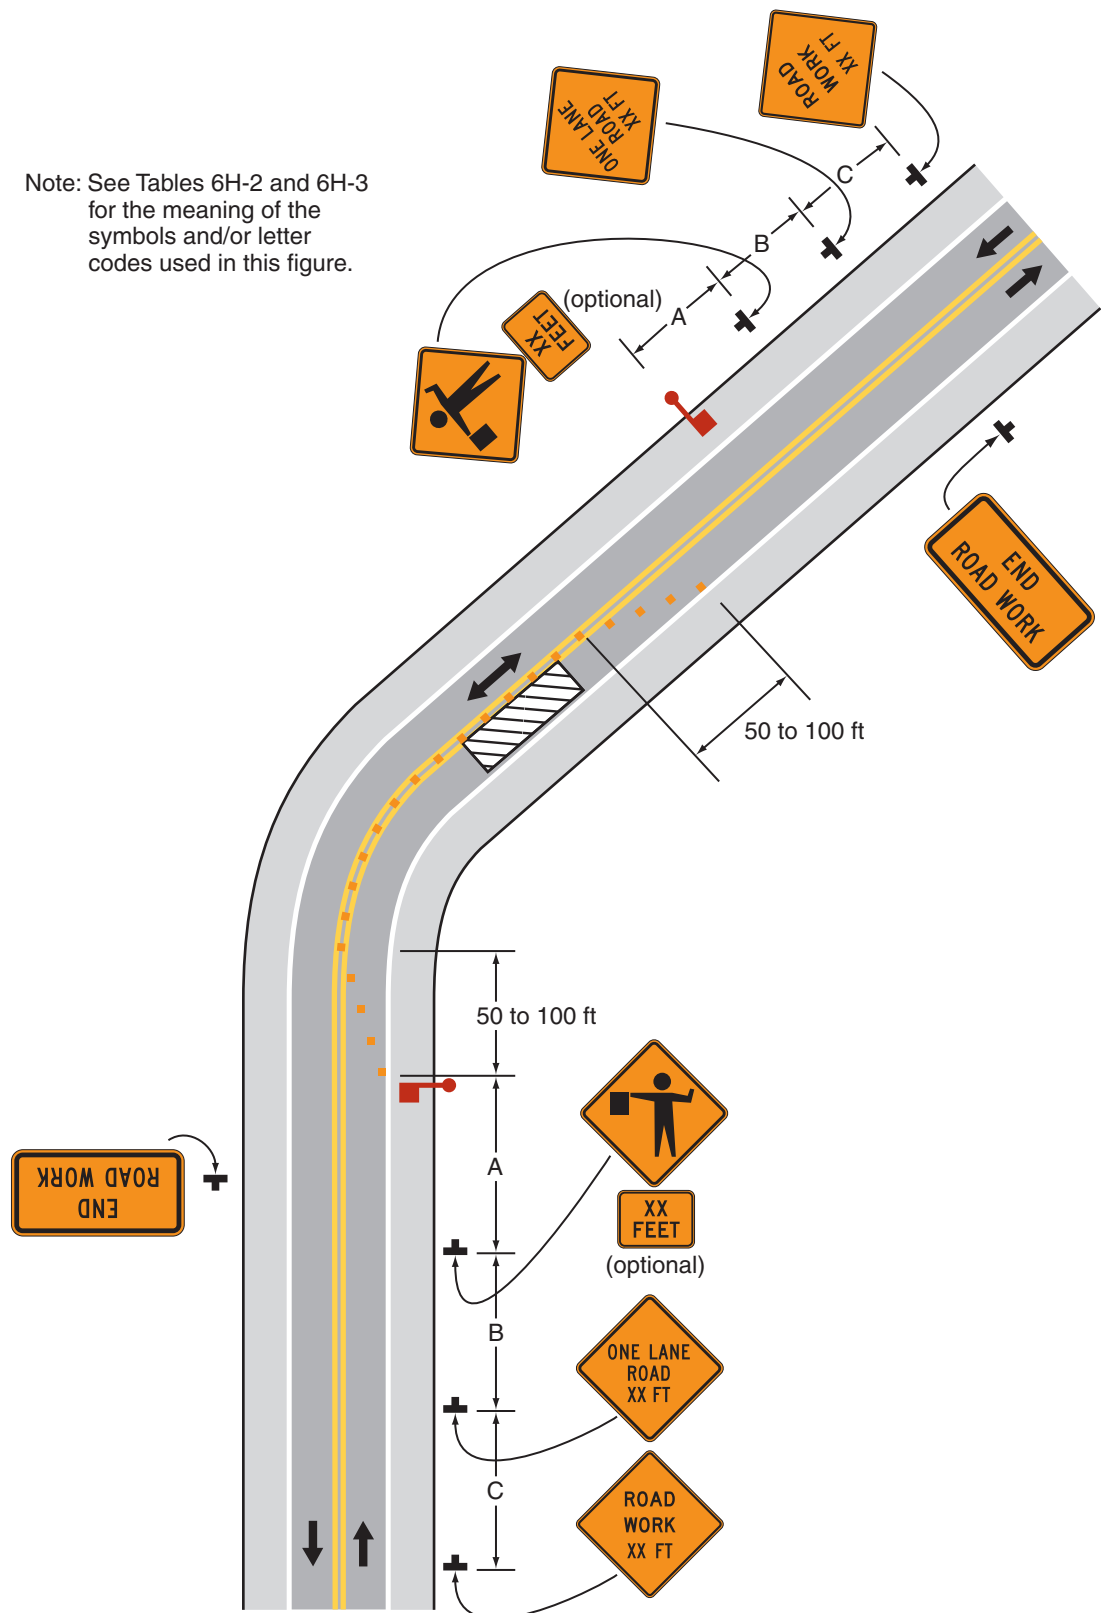 ROAD
WORK
XX FT
ONE LANE
ROAD
XX FT
C
Note: See Tables 6H-2 and 6H-3
for the meaning of the
symbols and/or letter
codes used in this figure.
B
(optional)
A
XX
FEET
END
ROAD WORK
50 to 100 ft
50 to 100 ft
A
END
ROAD WORK
XX
FEET
(optional)
B
ONE LANE
ROAD
XX FT
C
ROAD
WORK
XX FT